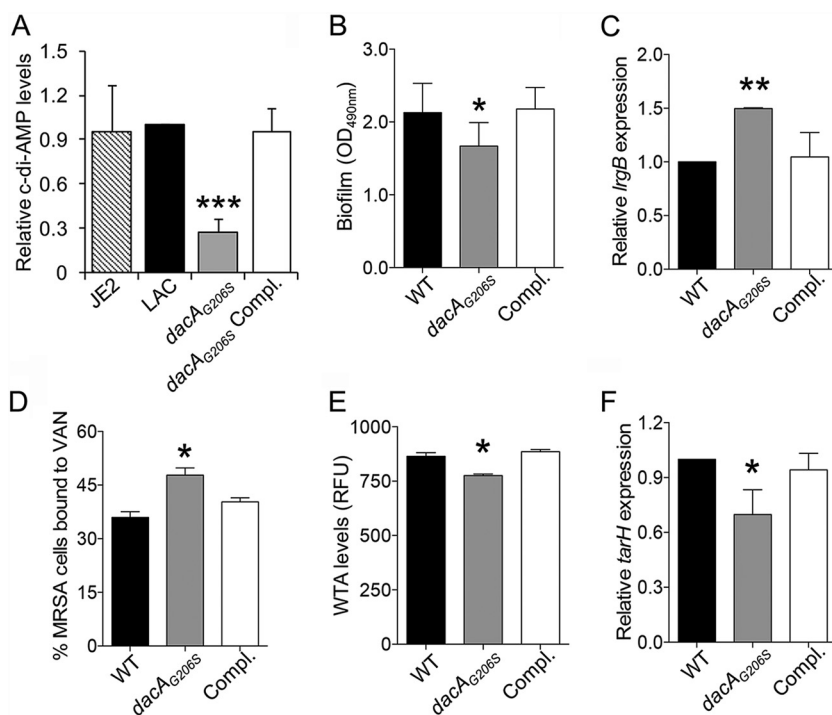 A
Relative c-di-AMP levels
1.5
1.2
0.9
0.6
0.3
0
***
JE2
LAC
dacAG206S
dacAG206S Compl.
B
Biofilm (OD490nm)
3.0
2.0
1.0
0.0
*
WT
dacAG206S
Compl.
C
Relative lrgB expression
2.0
1.5
1.0
0.5
0.0
**
WT
dacAG206S
Compl.
D
% MRSA cells bound to VAN
60
45
30
15
0
*
WT
dacAG206S
Compl.
E
WTA levels (RFU)
1000
750
500
250
0
*
WT
dacAG206S
Compl.
F
Relative tarH expression
1.2
0.9
0.6
0.3
0.0
*
WT
dacAG206S
Compl.